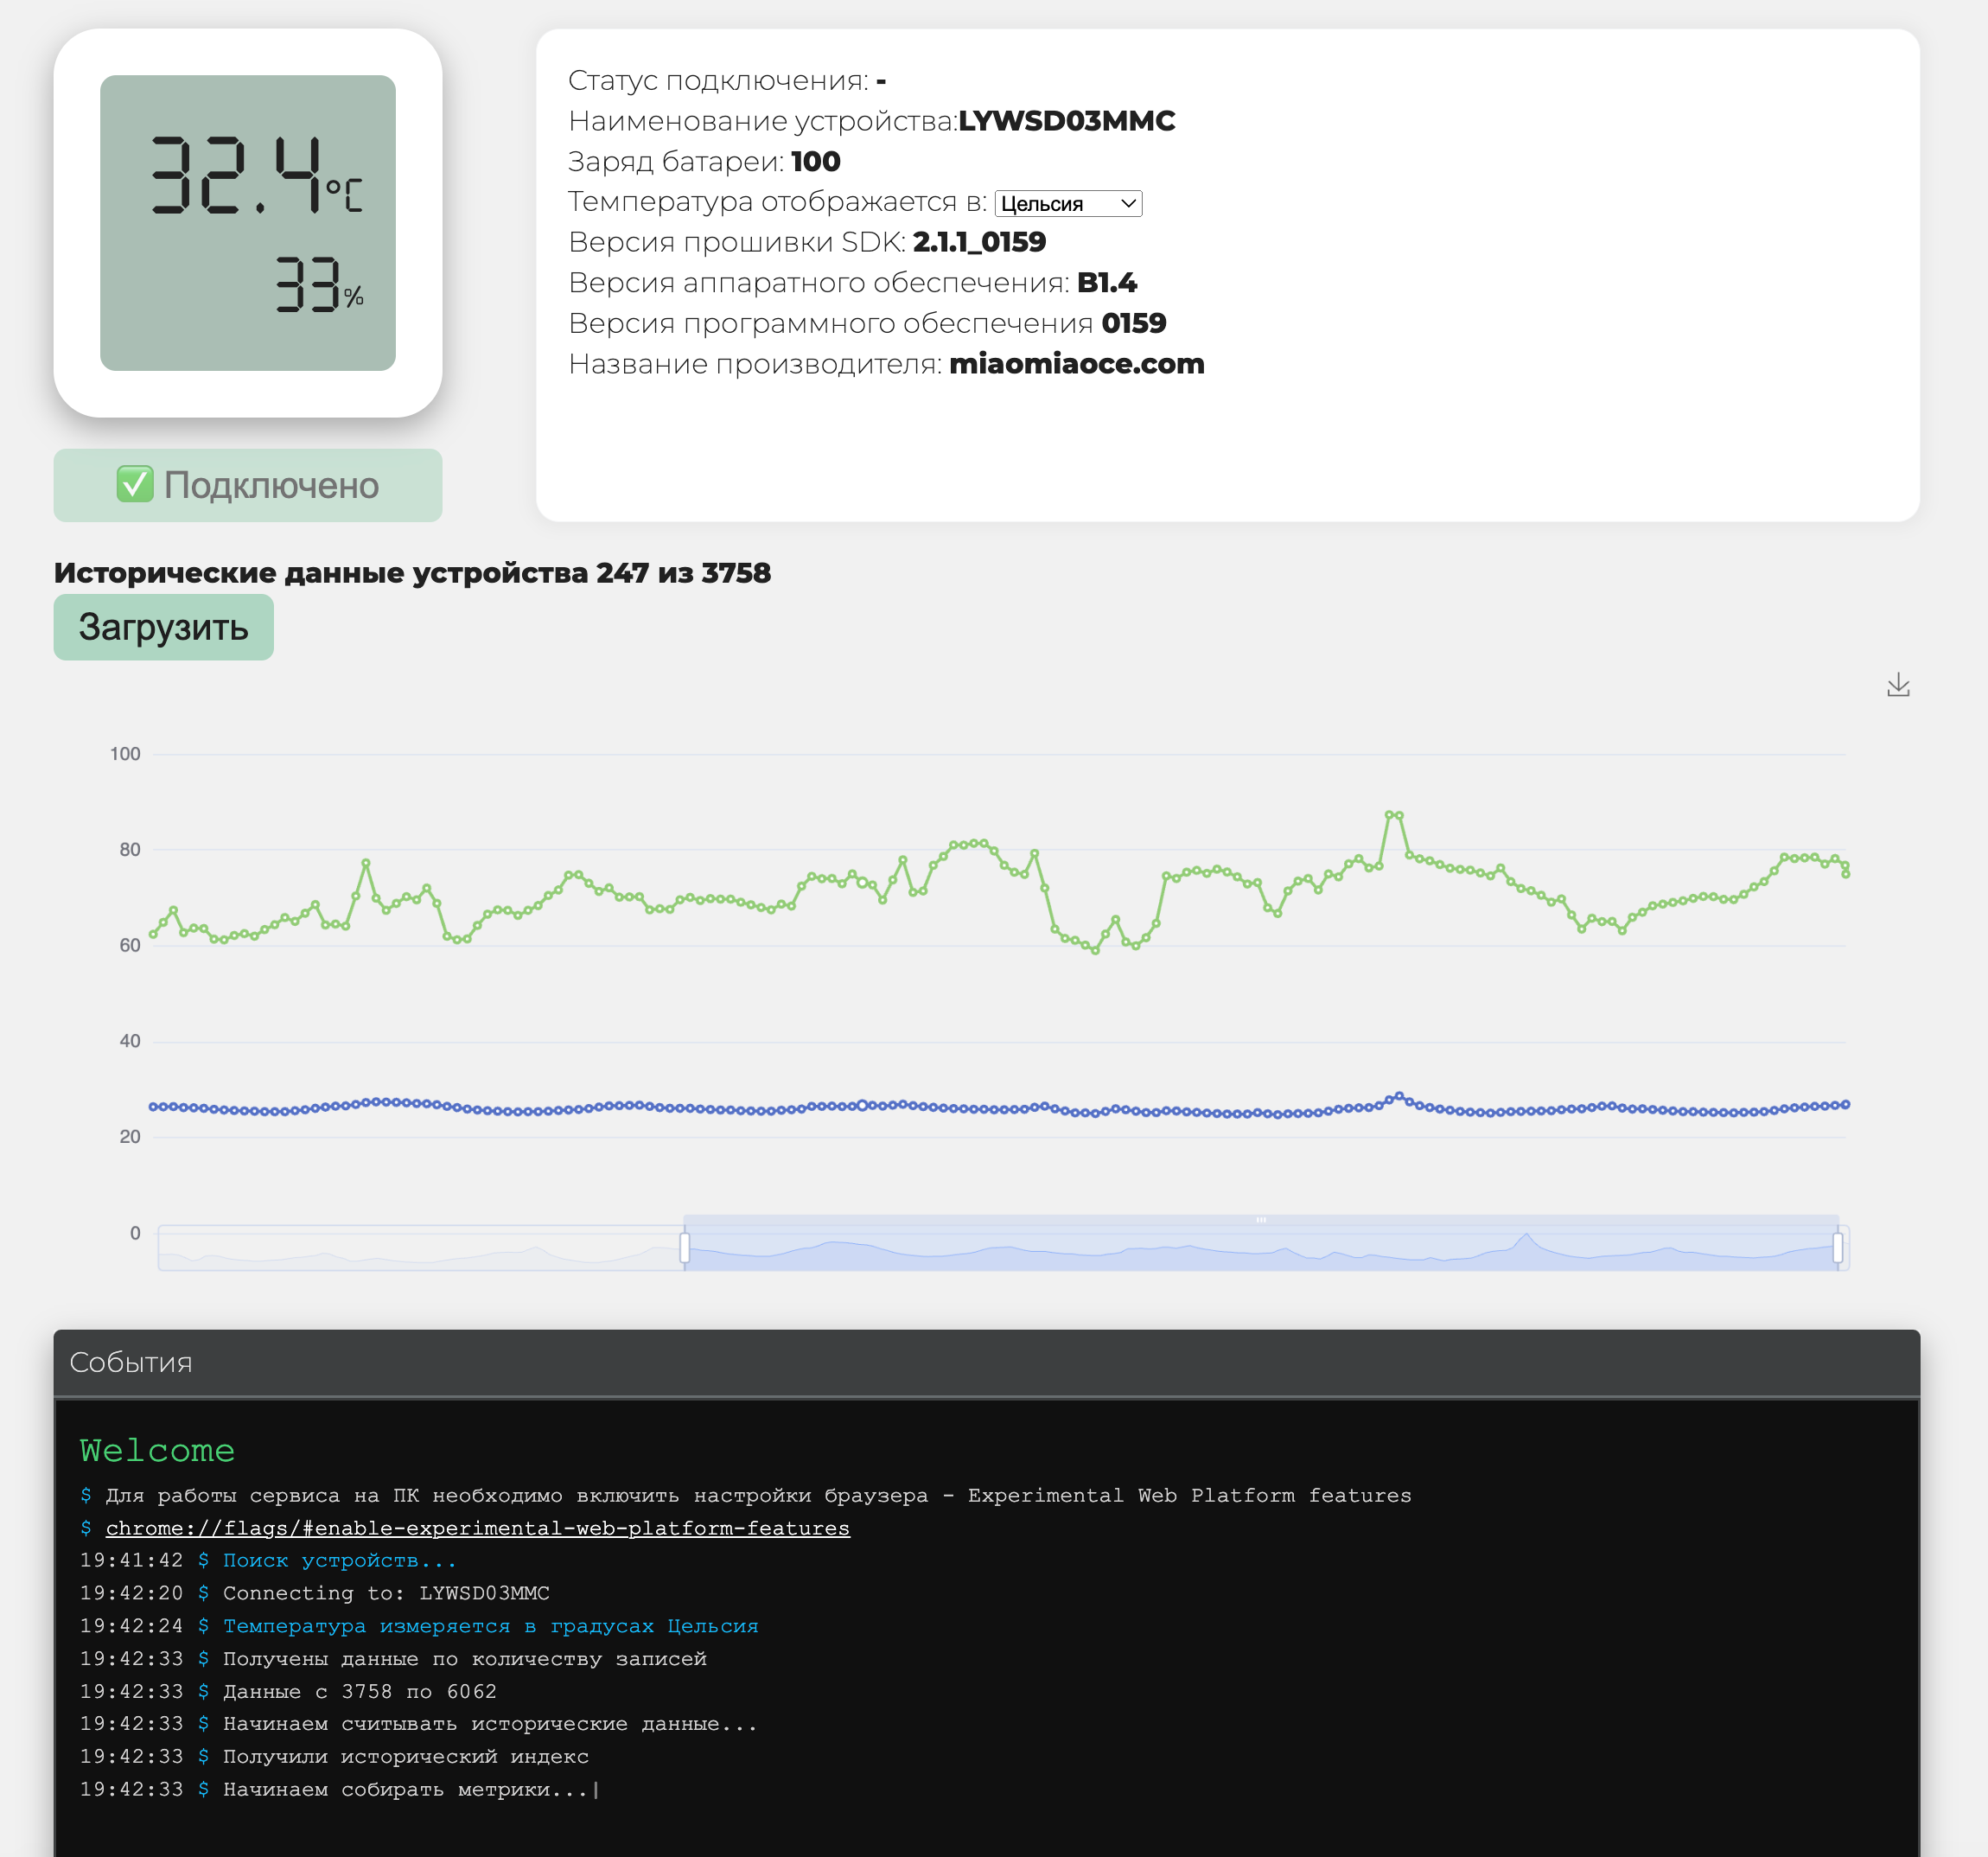 32.4°C
33%
✅ Подключено
Статус подключения: -
Наименование устройства:LYWSD03MMC
Заряд батареи: 100
Температура отображается в: Цельсия
Версия прошивки SDK: 2.1.1_0159
Версия аппаратного обеспечения: B1.4
Версия программного обеспечения 0159
Название производителя: miaomiaoce.com
Исторические данные устройства 247 из 3758
Загрузить
100
80
60
40
20
0
События
Welcome
$ Для работы сервиса на ПК необходимо включить настройки браузера - Experimental Web Platform features
$ chrome://flags/#enable-experimental-web-platform-features
19:41:42 $ Поиск устройств...
19:42:20 $ Connecting to: LYWSD03MMC
19:42:24 $ Температура измеряется в градусах Цельсия
19:42:33 $ Получены данные по количеству записей
19:42:33 $ Данные с 3758 по 6062
19:42:33 $ Начинаем считывать исторические данные...
19:42:33 $ Получили исторический индекс
19:42:33 $ Начинаем собирать метрики...|